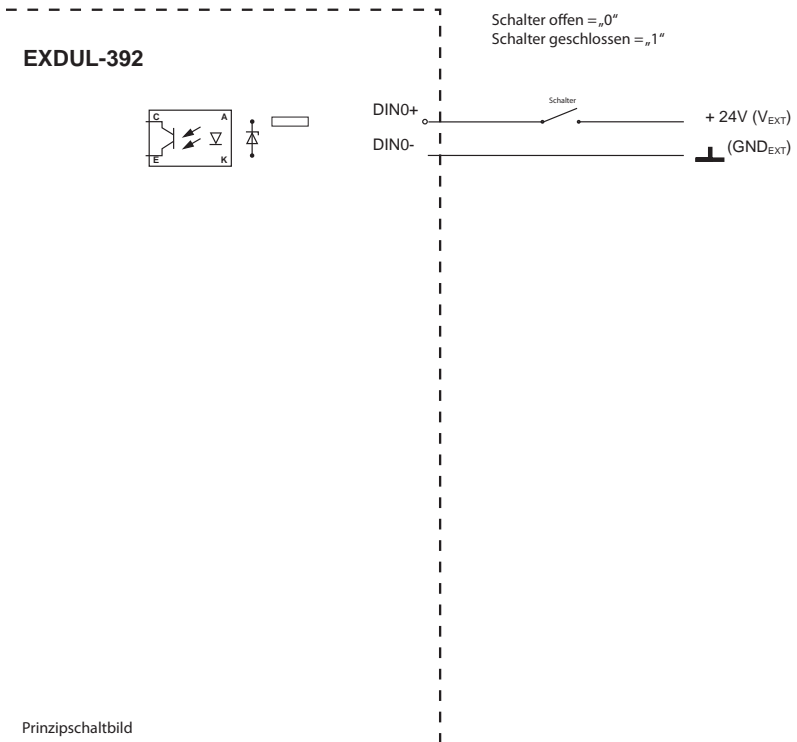 Schalter offen = „0“
Schalter geschlossen = „1“
EXDUL-392
Schalter
DIN0+
+ 24V (VEXT)
C A
DIN0-
(GNDEXT)
E K
Prinzipschaltbild